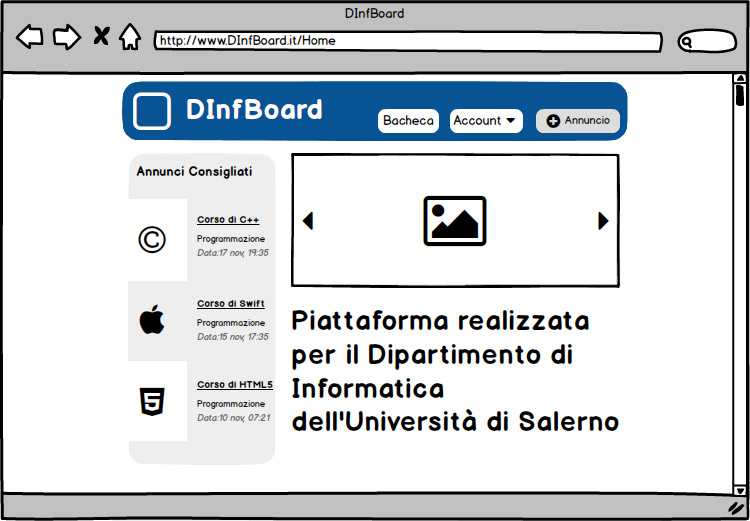 DInfBoard
http://www.DInfBoard.it/Home
DInfBoard
Bacheca
Account
Annuncio
Annunci Consigliati
Corso di C++
Programmazione
Data:17 nov, 19:35
Corso di Swift
Programmazione
Data:15 nov, 17:35
Corso di HTML5
Programmazione
Data:10 nov, 07:21
Piattaforma realizzata
per il Dipartimento di
Informatica
dell'Università di Salerno